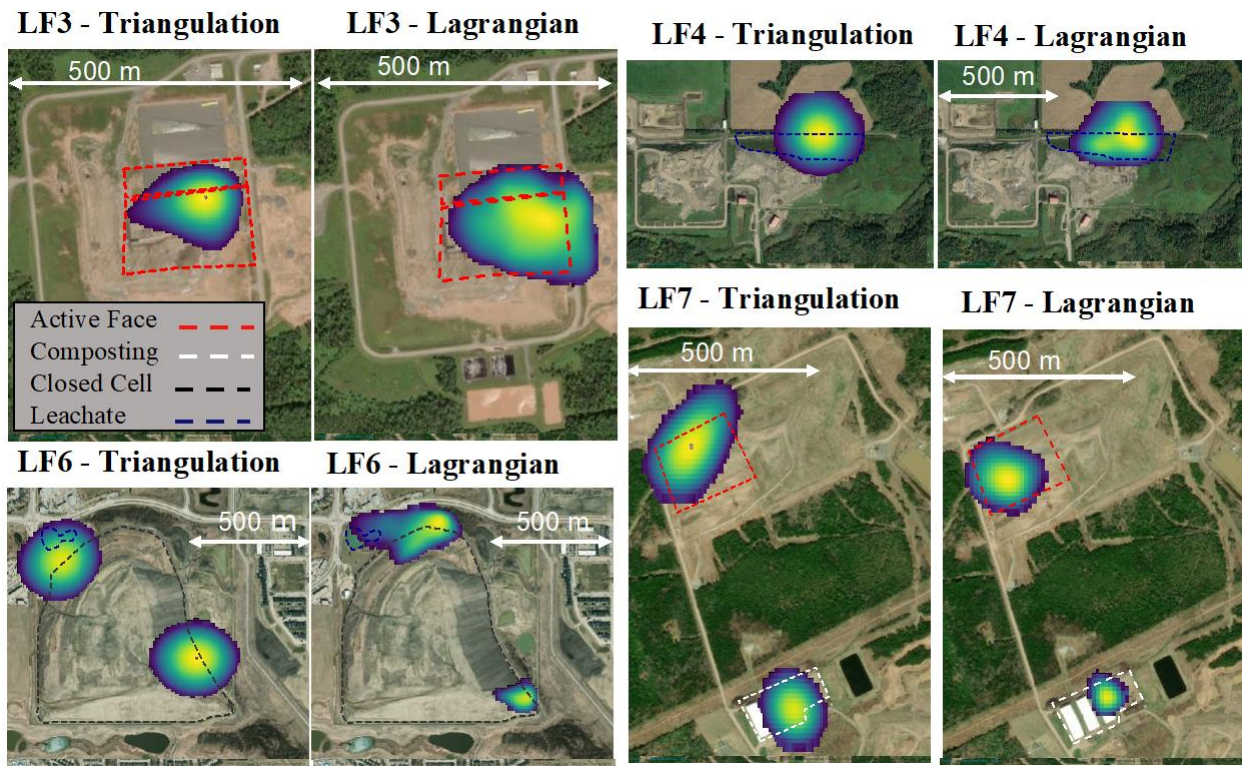 LF3 - Triangulation
LF3 - Lagrangian
500 m
500 m
Active Face
Composting
Closed Cell
Leachate
LF4 - Triangulation
LF4 - Lagrangian
500 m
500 m
LF6 - Triangulation
LF6 - Lagrangian
500 m
500 m
LF7 - Triangulation
LF7 - Lagrangian
500 m
500 m